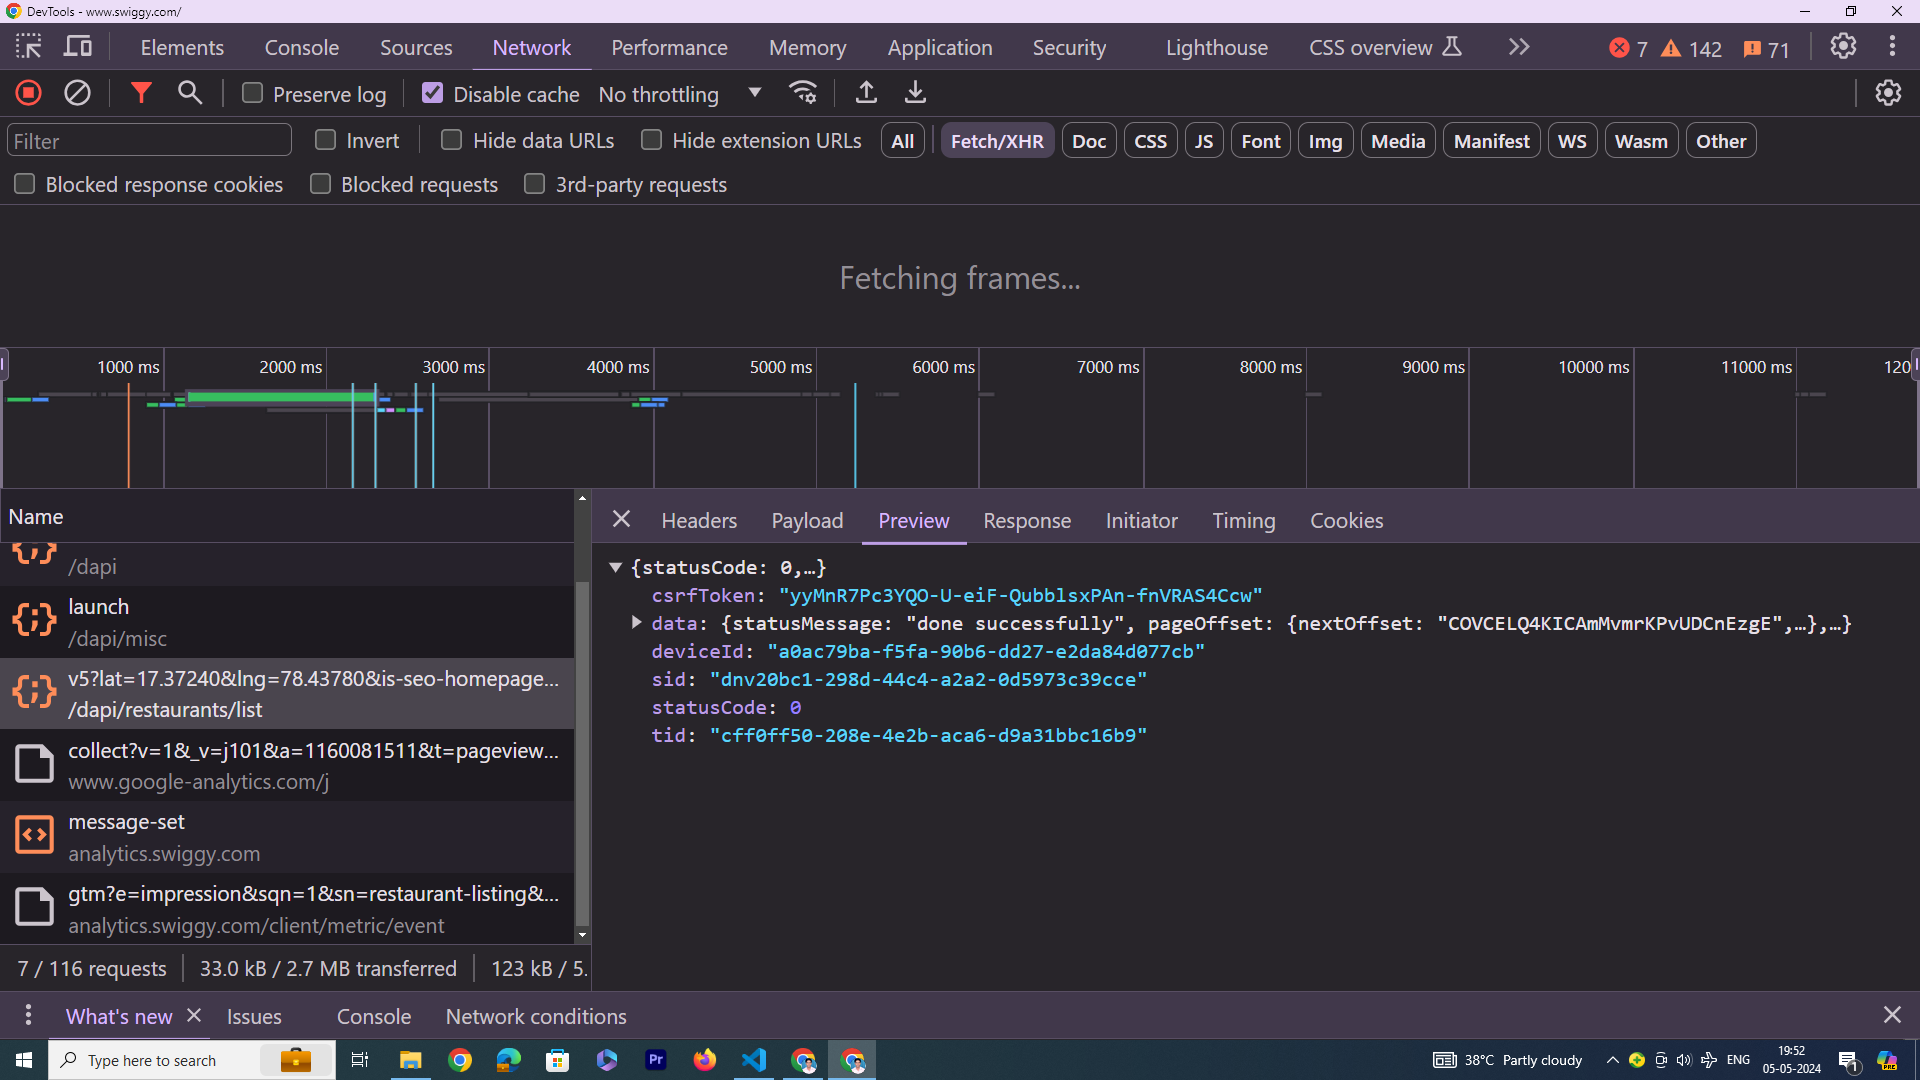 DevTools - www.swiggy.com/
Elements Console Sources Network Performance Memory Application Security Lighthouse CSS overview 7 142 71
Preserve log Disable cache No throttling
Filter Invert Hide data URLs Hide extension URLs All Fetch/XHR Doc CSS JS Font Img Media Manifest WS Wasm Other
Blocked response cookies Blocked requests 3rd-party requests
Fetching frames...
1000 ms 2000 ms 3000 ms 4000 ms 5000 ms 6000 ms 7000 ms 8000 ms 9000 ms 10000 ms 11000 ms 120
Name
/dapi
launch
/dapi/misc
v5?lat=17.37240&lng=78.43780&is-seo-homepage...
/dapi/restaurants/list
collect?v=1&_v=j101&a=1160081511&t=pageview...
www.google-analytics.com/j
message-set
analytics.swiggy.com
gtm?e=impression&sqn=1&sn=restaurant-listing&...
analytics.swiggy.com/client/metric/event
7 / 116 requests 33.0 kB / 2.7 MB transferred 123 kB / 5.
Headers Payload Preview Response Initiator Timing Cookies
{statusCode: 0,…}
csrfToken: "yyMnR7Pc3YQO-U-eiF-QubblsxPAn-fnVRAS4Ccw"
data: {statusMessage: "done successfully", pageOffset: {nextOffset: "COVCELQ4KICAmMvmrKPvUDCnEzgE",…},…}
deviceId: "a0ac79ba-f5fa-90b6-dd27-e2da84d077cb"
sid: "dnv20bc1-298d-44c4-a2a2-0d5973c39cce"
statusCode: 0
tid: "cff0ff50-208e-4e2b-aca6-d9a31bbc16b9"
What's new Issues Console Network conditions
Type here to search
Pr
38°C Partly cloudy
ENG
19:52
05-05-2024
1
PRE